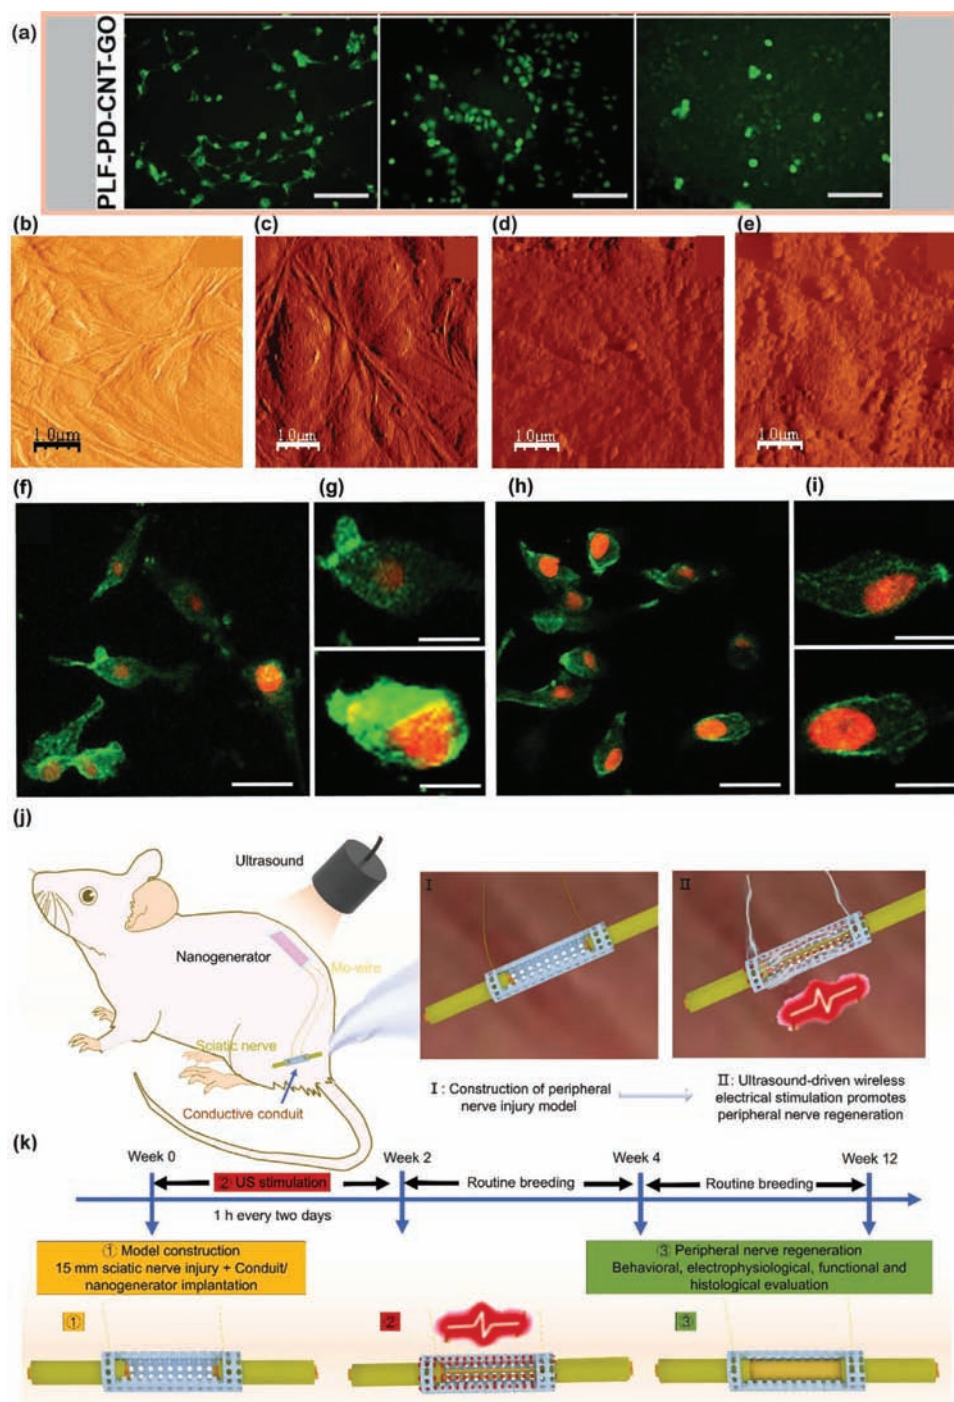 (a)
PLF-PD-CNT-GO
(b)
(c)
(d)
(e)
1.0μm
1.0μm
1.0μm
1.0μm
(f)
(g)
(h)
(i)
(j)
Ultrasound
Nanogenerator
Mo-wire
Sciatic nerve
Conductive conduit
I
II
I : Construction of peripheral
nerve injury model
II: Ultrasound-driven wireless
electrical stimulation promotes
peripheral nerve regeneration
(k)
Week 0
Week 2
Week 4
Week 12
② US stimulation
Routine breeding
Routine breeding
1 h every two days
① Model construction
15 mm sciatic nerve injury + Conduit/
nanogenerator implantation
③ Peripheral nerve regeneration
Behavioral, electrophysiological, functional and
histological evaluation
①
②
③